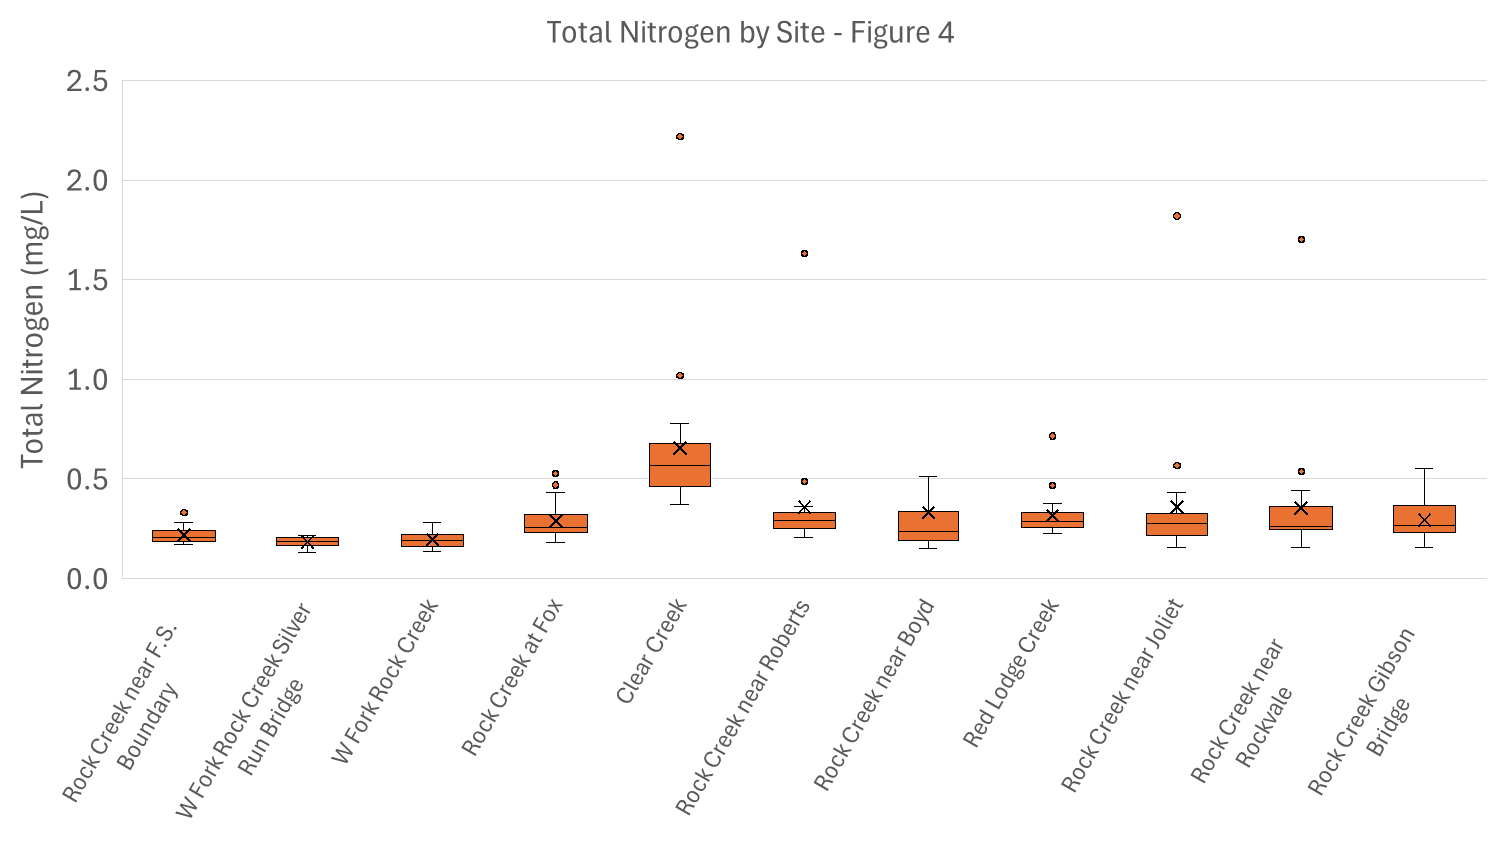 Total Nitrogen by Site - Figure 4
Total Nitrogen (mg/L)
2.5
2.0
1.5
1.0
0.5
0.0
Rock Creek near F.S.
Boundary
W Fork Rock Creek Silver
Run Bridge
W Fork Rock Creek
Rock Creek at Fox
Clear Creek
Rock Creek near Roberts
Rock Creek near Boyd
Red Lodge Creek
Rock Creek near Joliet
Rock Creek near
Rockvale
Rock Creek Gibson
Bridge